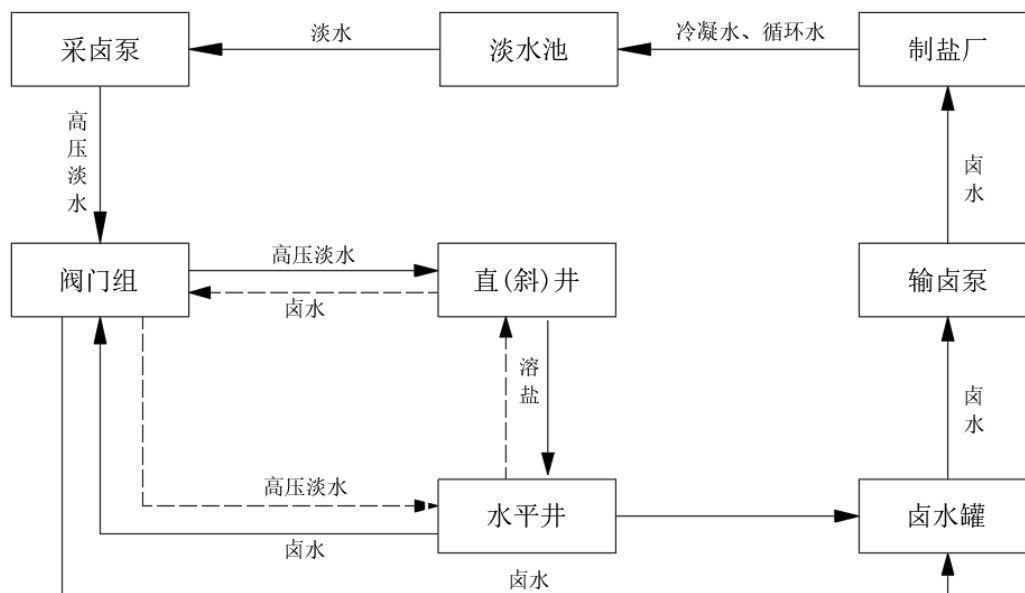 采卤泵
淡水
淡水池
冷凝水、循环水
制盐厂
高压淡水
卤水
阀门组
高压淡水
卤水
直(斜)井
输卤泵
溶盐
卤水
高压淡水
卤水
水平井
卤水罐
卤水